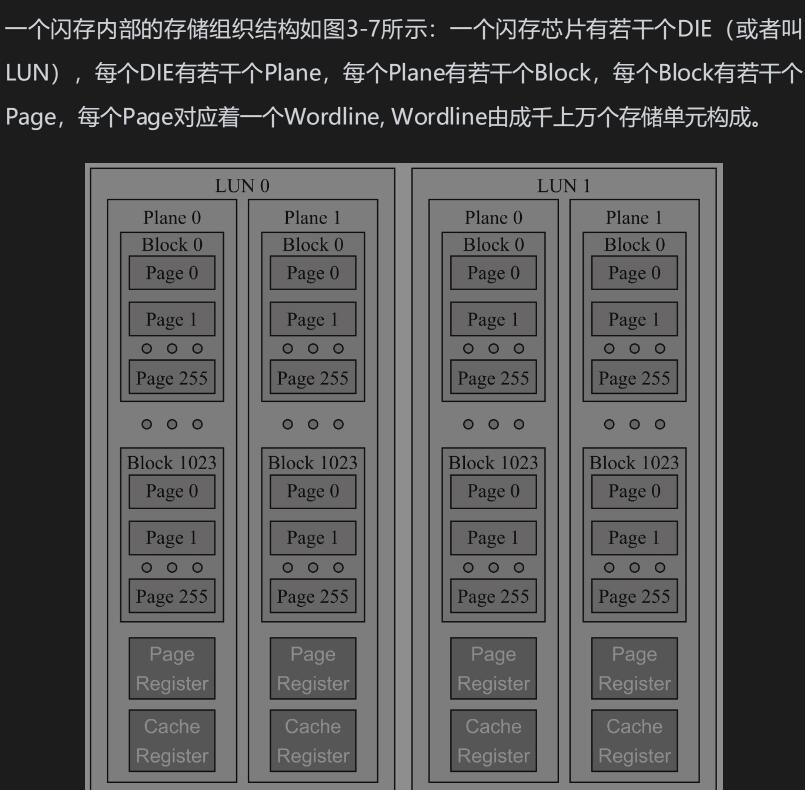 一个闪存内部的存储组织结构如图3-7所示：一个闪存芯片有若干个DIE（或者叫
LUN），每个DIE有若干个Plane，每个Plane有若干个Block，每个Block有若干个
Page，每个Page对应着一个Wordline, Wordline由成千上万个存储单元构成。
LUN 0
Plane 0
Block 0
Page 0
Page 1
Page 255
Block 1023
Page 0
Page 1
Page 255
Page
Register
Cache
Register
Plane 1
Block 0
Page 0
Page 1
Page 255
Block 1023
Page 0
Page 1
Page 255
Page
Register
Cache
Register
LUN 1
Plane 0
Block 0
Page 0
Page 1
Page 255
Block 1023
Page 0
Page 1
Page 255
Page
Register
Cache
Register
Plane 1
Block 0
Page 0
Page 1
Page 255
Block 1023
Page 0
Page 1
Page 255
Page
Register
Cache
Register